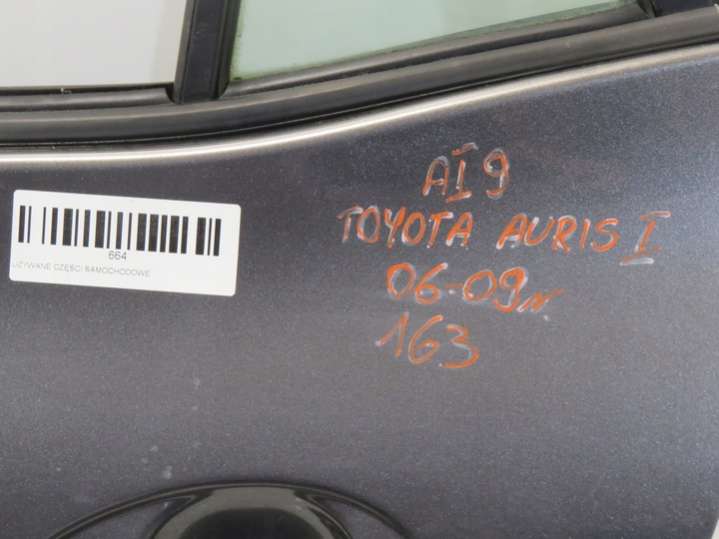 664
UŻYWANE CZĘŚCI SAMOCHODOWE
AI9
TOYOTA AURIS I
06-09r.
163